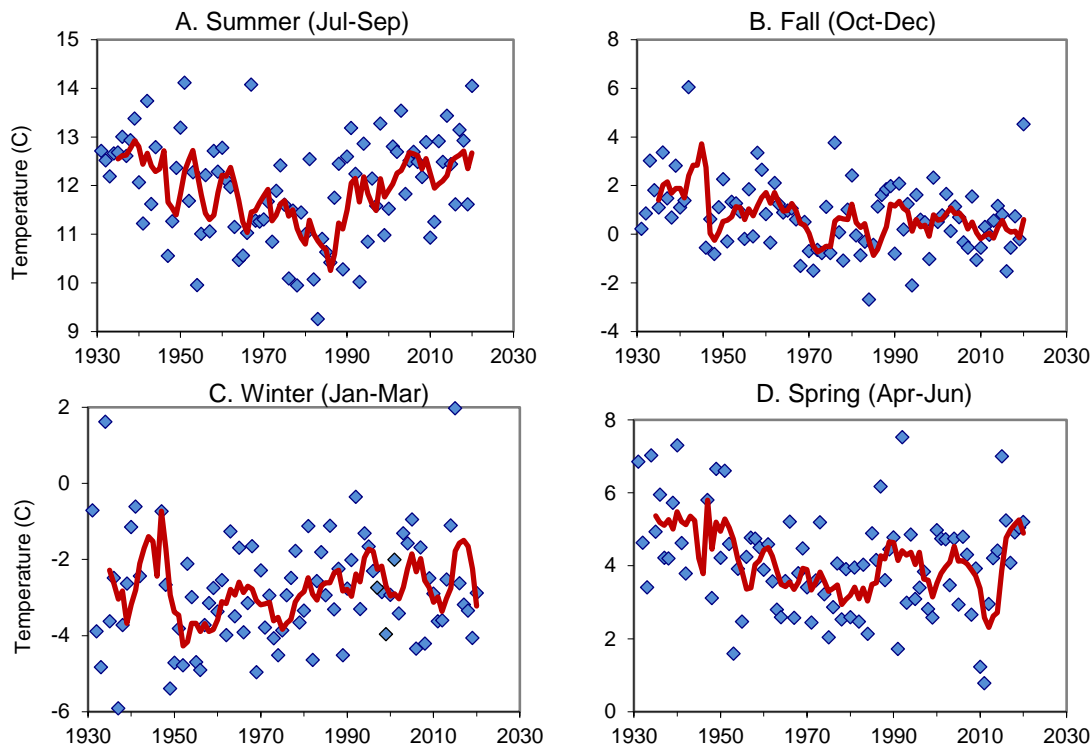 A. Summer (Jul-Sep)
Temperature (C)
15
14
13
12
11
10
9
1930 1950 1970 1990 2010 2030
B. Fall (Oct-Dec)
8
6
4
2
0
-2
-4
1930 1950 1970 1990 2010 2030
C. Winter (Jan-Mar)
Temperature (C)
2
0
-2
-4
-6
1930 1950 1970 1990 2010 2030
D. Spring (Apr-Jun)
8
6
4
2
0
1930 1950 1970 1990 2010 2030